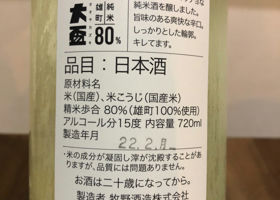 純米酒を醸しました。
旨味のある爽快な辛口。
しっかりとした輪郭。
キレてます。
大盃
純米
雄町
80%
品目：日本酒
原材料名
米(国産)、米こうじ(国産米)
精米歩合 80%(雄町100%使用)
アルコール分15度 内容量 720ml
製造年月 22.2.
・米の成分が凝固し滓が沈殿することがあり
ますが、品質には問題ありません。
お酒は二十歳になってから。
製造者 牧野酒造株式会社